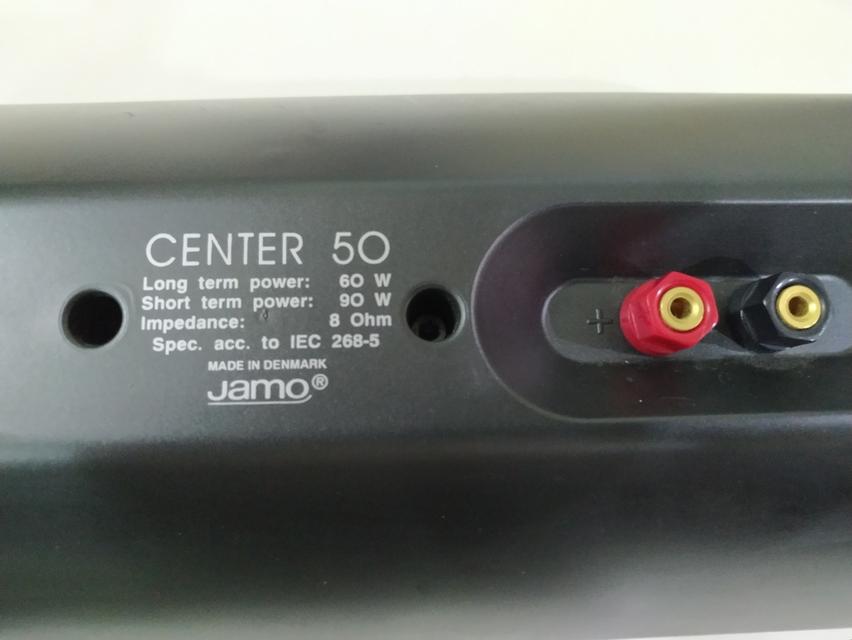 CENTER 50
Long term power: 60 W
Short term power: 90 W
Impedance: 8 Ohm
Spec. acc. to IEC 268-5
MADE IN DENMARK
Jamo®
+